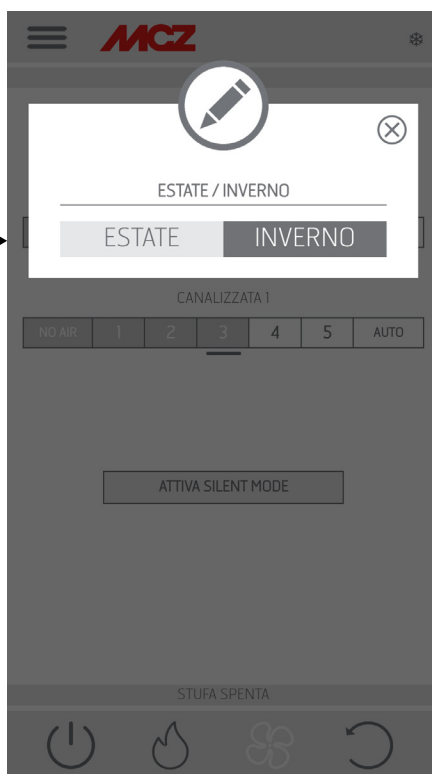 MCZ
ESTATE / INVERNO
ESTATE INVERNO
CANALIZZATA 1
NO AIR 1 2 3 4 5 AUTO
ATTIVA SILENT MODE
STUFA SPENTA